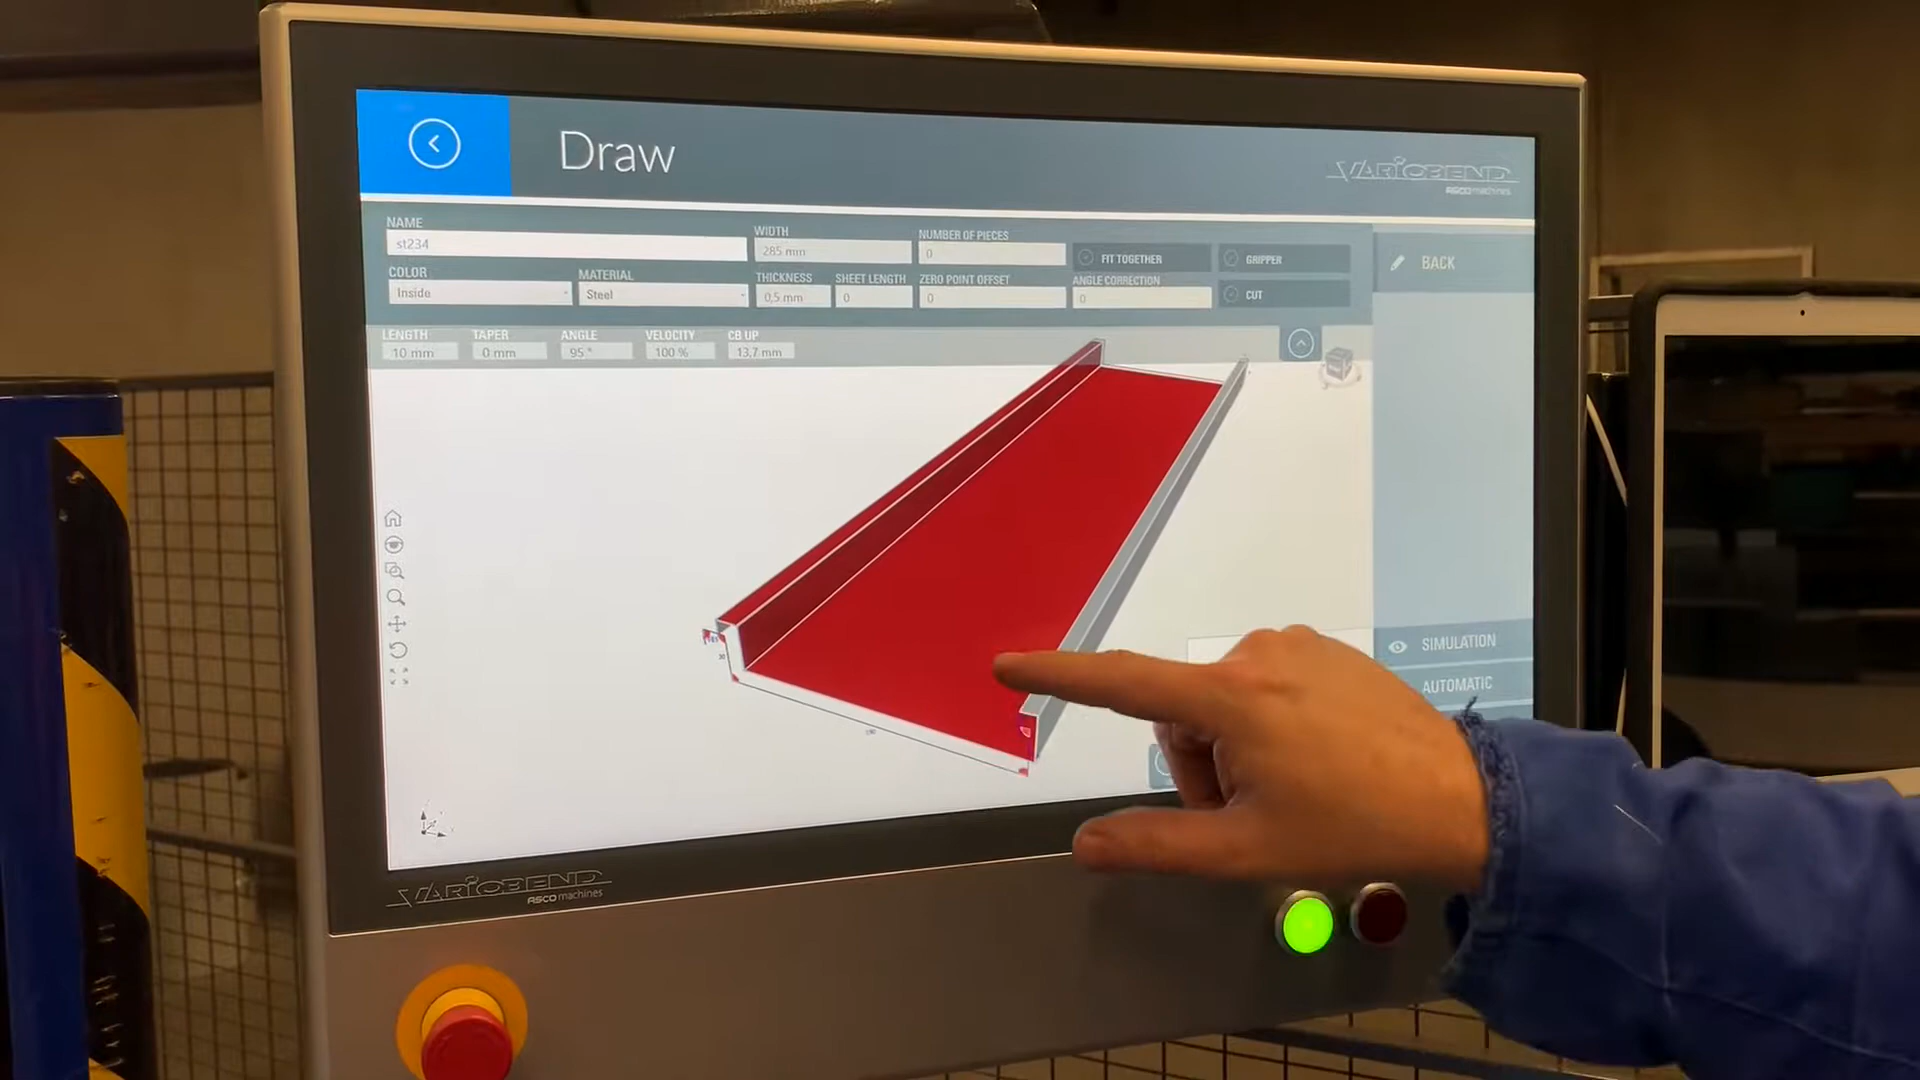 Draw
VARIOBEND
ASCO machines
NAME
st234
WIDTH
285 mm
NUMBER OF PIECES
0
FIT TOGETHER
GRIPPER
BACK
COLOR
Inside
MATERIAL
Steel
THICKNESS
0,5 mm
SHEET LENGTH
0
ZERO POINT OFFSET
0
ANGLE CORRECTION
0
CUT
LENGTH
10 mm
TAPER
0 mm
ANGLE
95 °
VELOCITY
100 %
CB UP
13,7 mm
SIMULATION
AUTOMATIC
VARIOBEND
ASCO machines